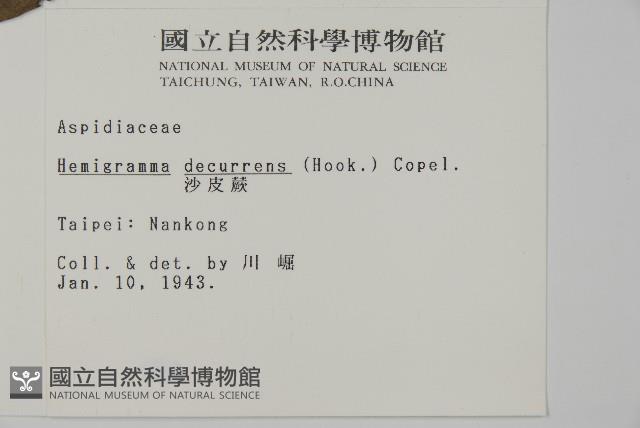 國立自然科學博物館
NATIONAL MUSEUM OF NATURAL SCIENCE
TAICHUNG, TAIWAN, R.O.CHINA
Aspidiaceae
Hemigramma decurrens (Hook.) Copel.
沙皮蕨
Taipei: Nankong
Coll. & det. by 川 崛
Jan. 10, 1943.
國立自然科學博物館
NATIONAL MUSEUM OF NATURAL SCIENCE